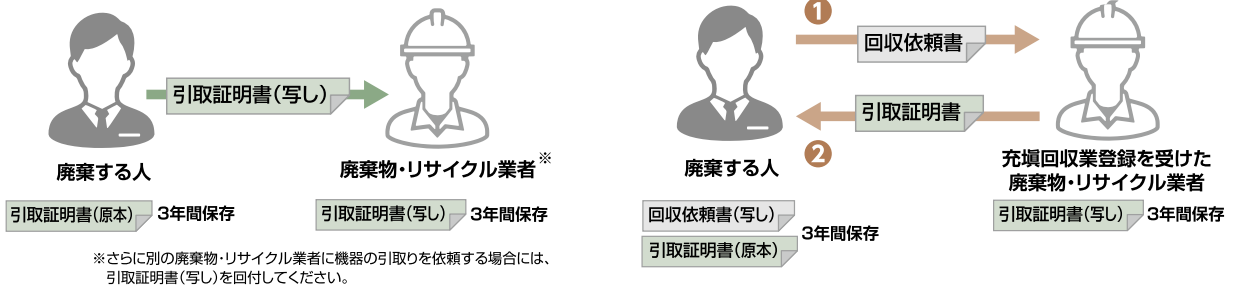 引取証明書(写し)
廃棄する人
廃棄物・リサイクル業者※
引取証明書(原本)
3年間保存
引取証明書(写し)
3年間保存
※さらに別の廃棄物・リサイクル業者に機器の引取りを依頼する場合には、
引取証明書(写し)を回付してください。
1
回収依頼書
引取証明書
2
廃棄する人
充塡回収業登録を受けた
廃棄物・リサイクル業者
回収依頼書(写し)
引取証明書(原本)
3年間保存
引取証明書(写し)
3年間保存